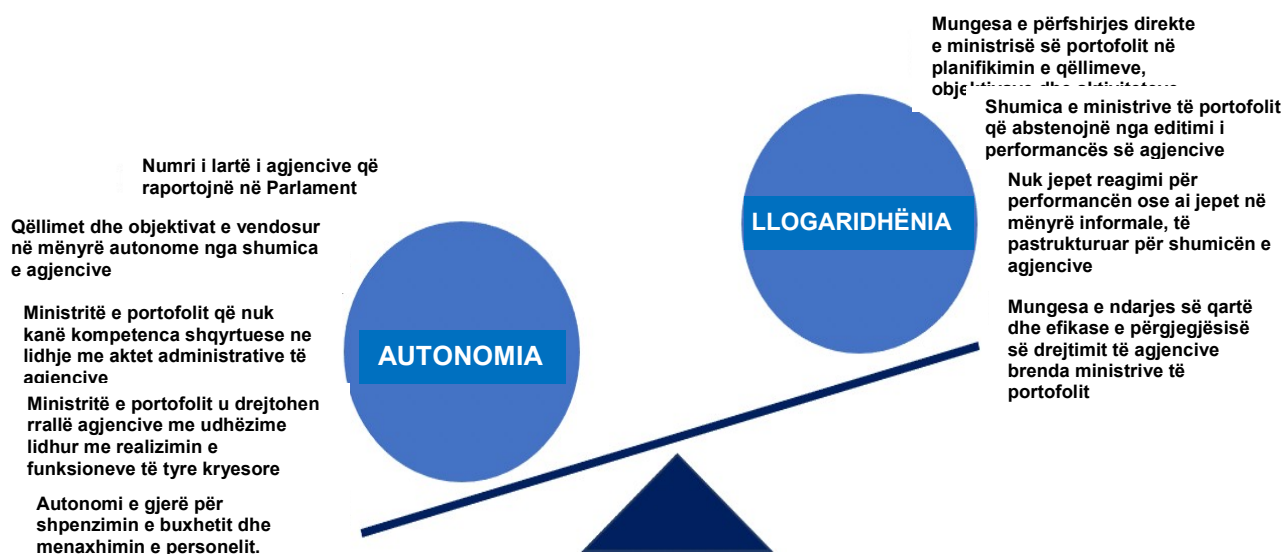 Numri i lartë i agjencive që
raportojnë në Parlament
Qëllimet dhe objektivat e vendosur
në mënyrë autonome nga shumica
e agjencive
Ministritë e portofolit që nuk
kanë kompetenca shqyrtuese ne
lidhje me aktet administrative të
agjencive
Ministritë e portofolit u drejtohen
rrallë agjencive me udhëzime
lidhur me realizimin e
funksioneve të tyre kryesore
Autonomi e gjerë për
shpenzimin e buxhetit dhe
menaxhimin e personelit.
AUTONOMIA
LLOGARIDHËNIA
Mungesa e përfshirjes direkte
e ministrisë së portofolit në
planifikimin e qëllimeve,
objektivave dhe aktiviteteve
Shumica e ministrive të portofolit
që abstenojnë nga editimi i
performancës së agjencive
Nuk jepet reagimi për
performancën ose ai jepet në
mënyrë informale, të
pastrukturuar për shumicën e
agjencive
Mungesa e ndarjes së qartë
dhe efikase e përgjegjësisë
së drejtimit të agjencive
brenda ministrive të
portofolit